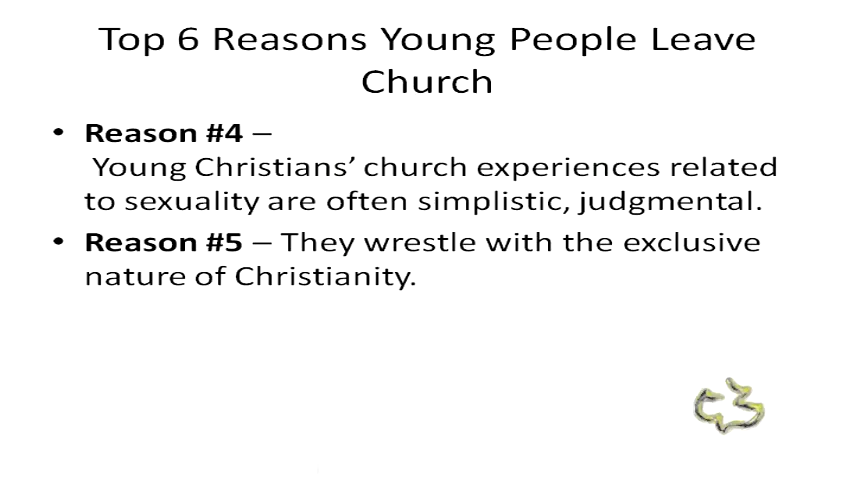 Top 6 Reasons Young People Leave
Church
• Reason #4 –
Young Christians’ church experiences related
to sexuality are often simplistic, judgmental.
• Reason #5 – They wrestle with the exclusive
nature of Christianity.
c3